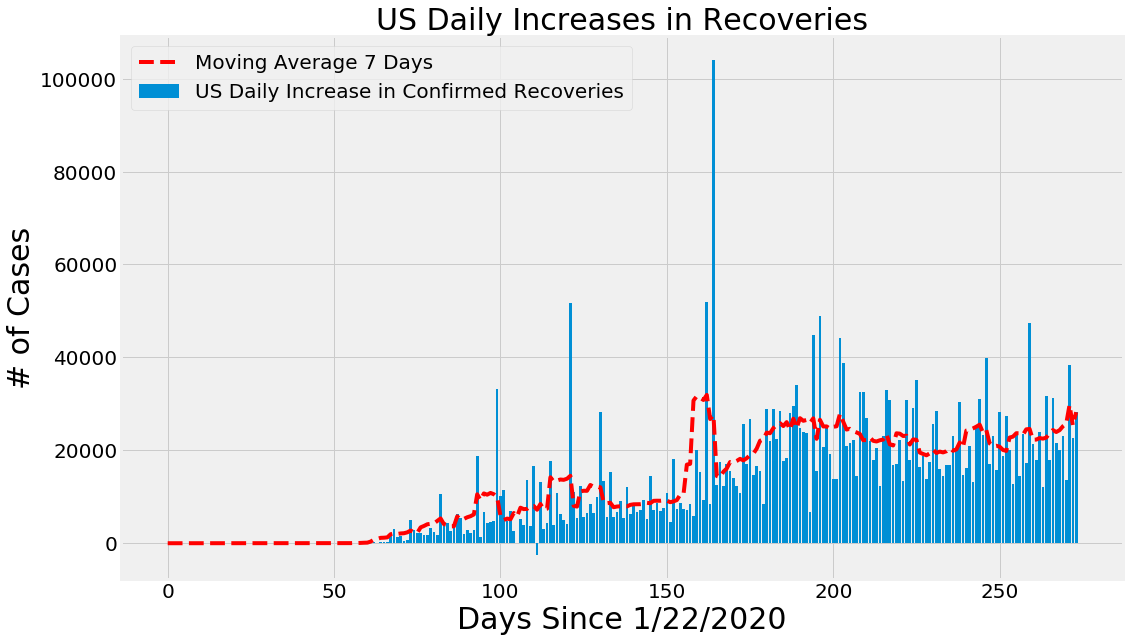 US Daily Increases in Recoveries
Moving Average 7 Days
US Daily Increase in Confirmed Recoveries
100000
80000
60000
40000
20000
0
# of Cases
0 50 100 150 200 250
Days Since 1/22/2020